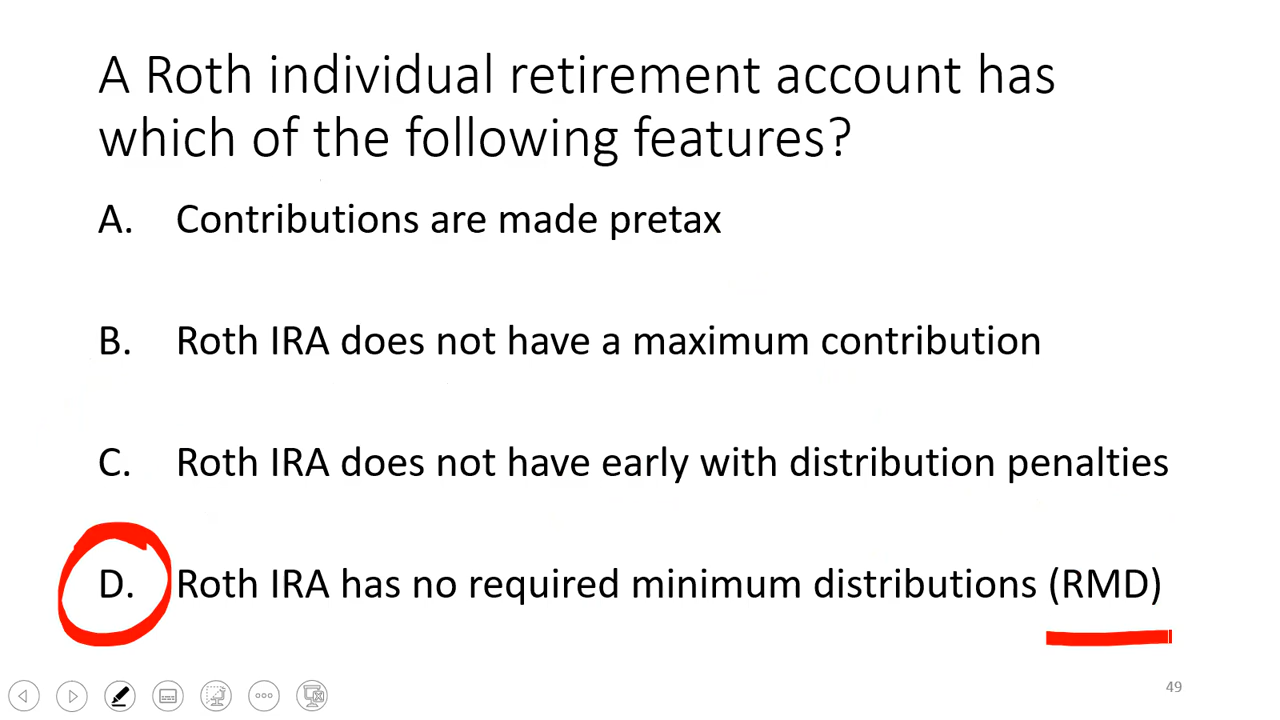 A Roth individual retirement account has
which of the following features?
A. Contributions are made pretax
B. Roth IRA does not have a maximum contribution
C. Roth IRA does not have early with distribution penalties
D. Roth IRA has no required minimum distributions (RMD)
49